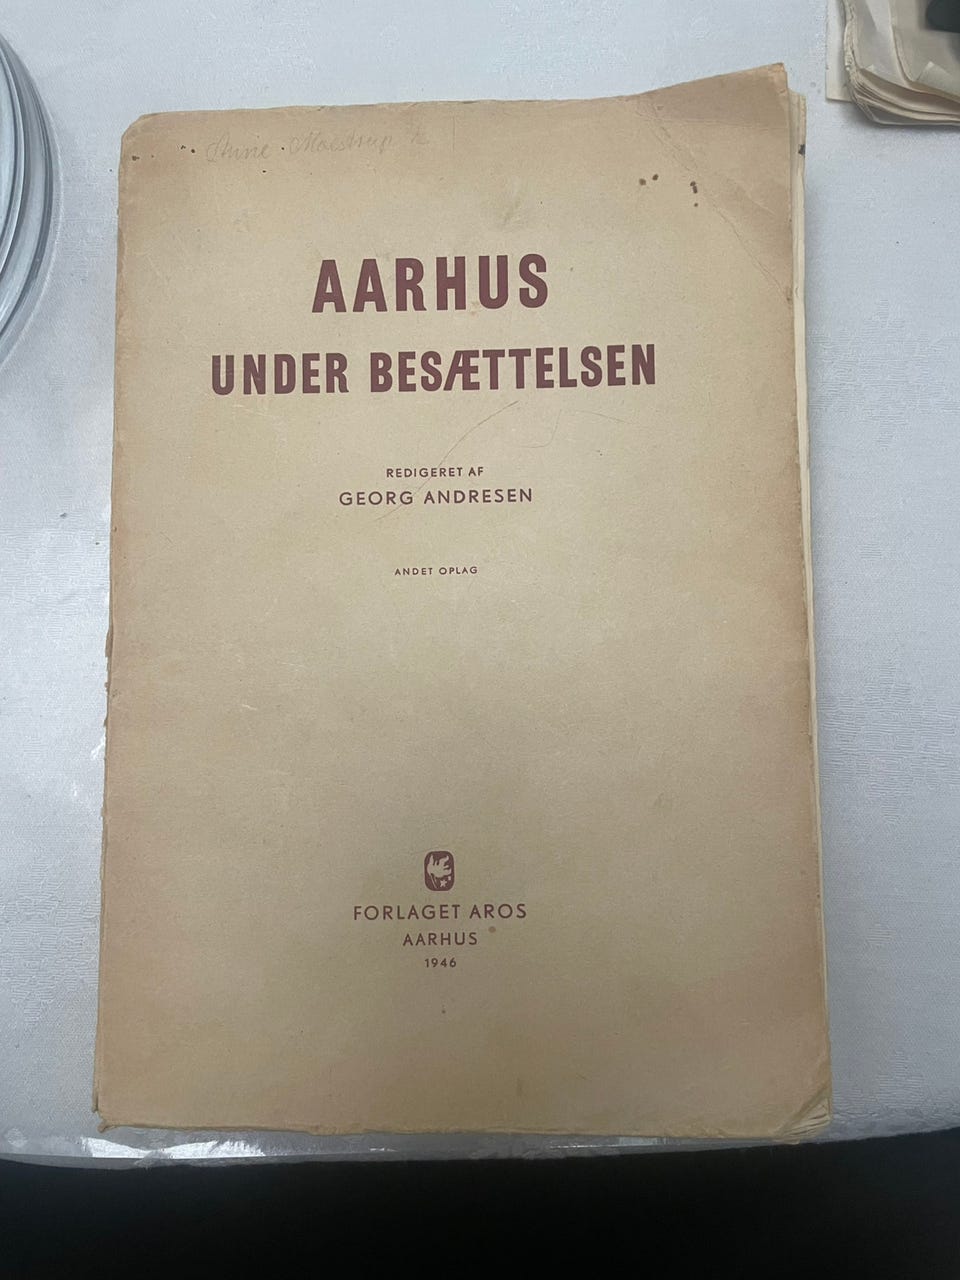 AARHUS
UNDER BESÆTTELSEN
REDIGERET AF
GEORG ANDRESEN
ANDET OPLAG
FORLAGET AROS
AARHUS
1946